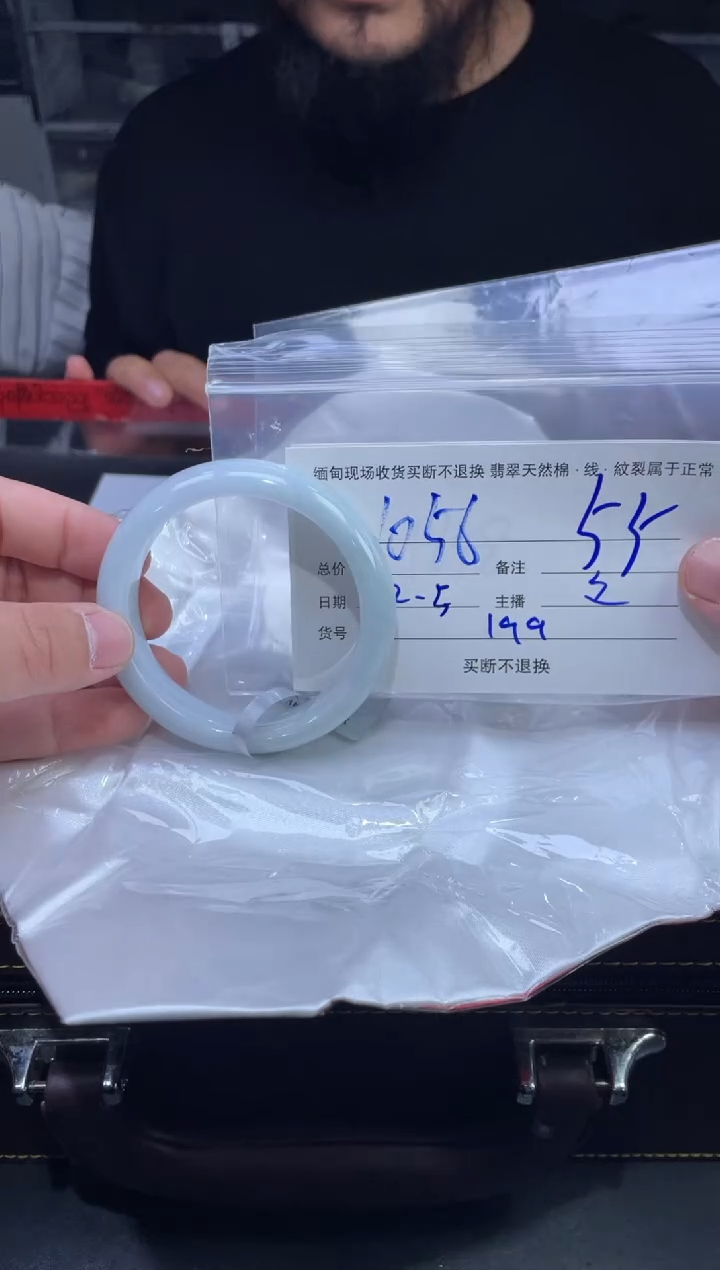 缅甸现场收货买断不退换 翡翠天然棉·线·紋裂属于正常
总价 1056 备注 55
日期 2-5 主播 2
货号 199
买断不退换